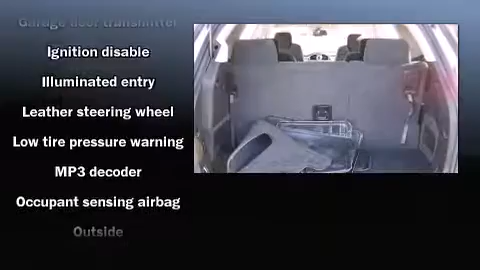 Garage door transmitter
Ignition disable
Illuminated entry
Leather steering wheel
Low tire pressure warning
MP3 decoder
Occupant sensing airbag
Outside